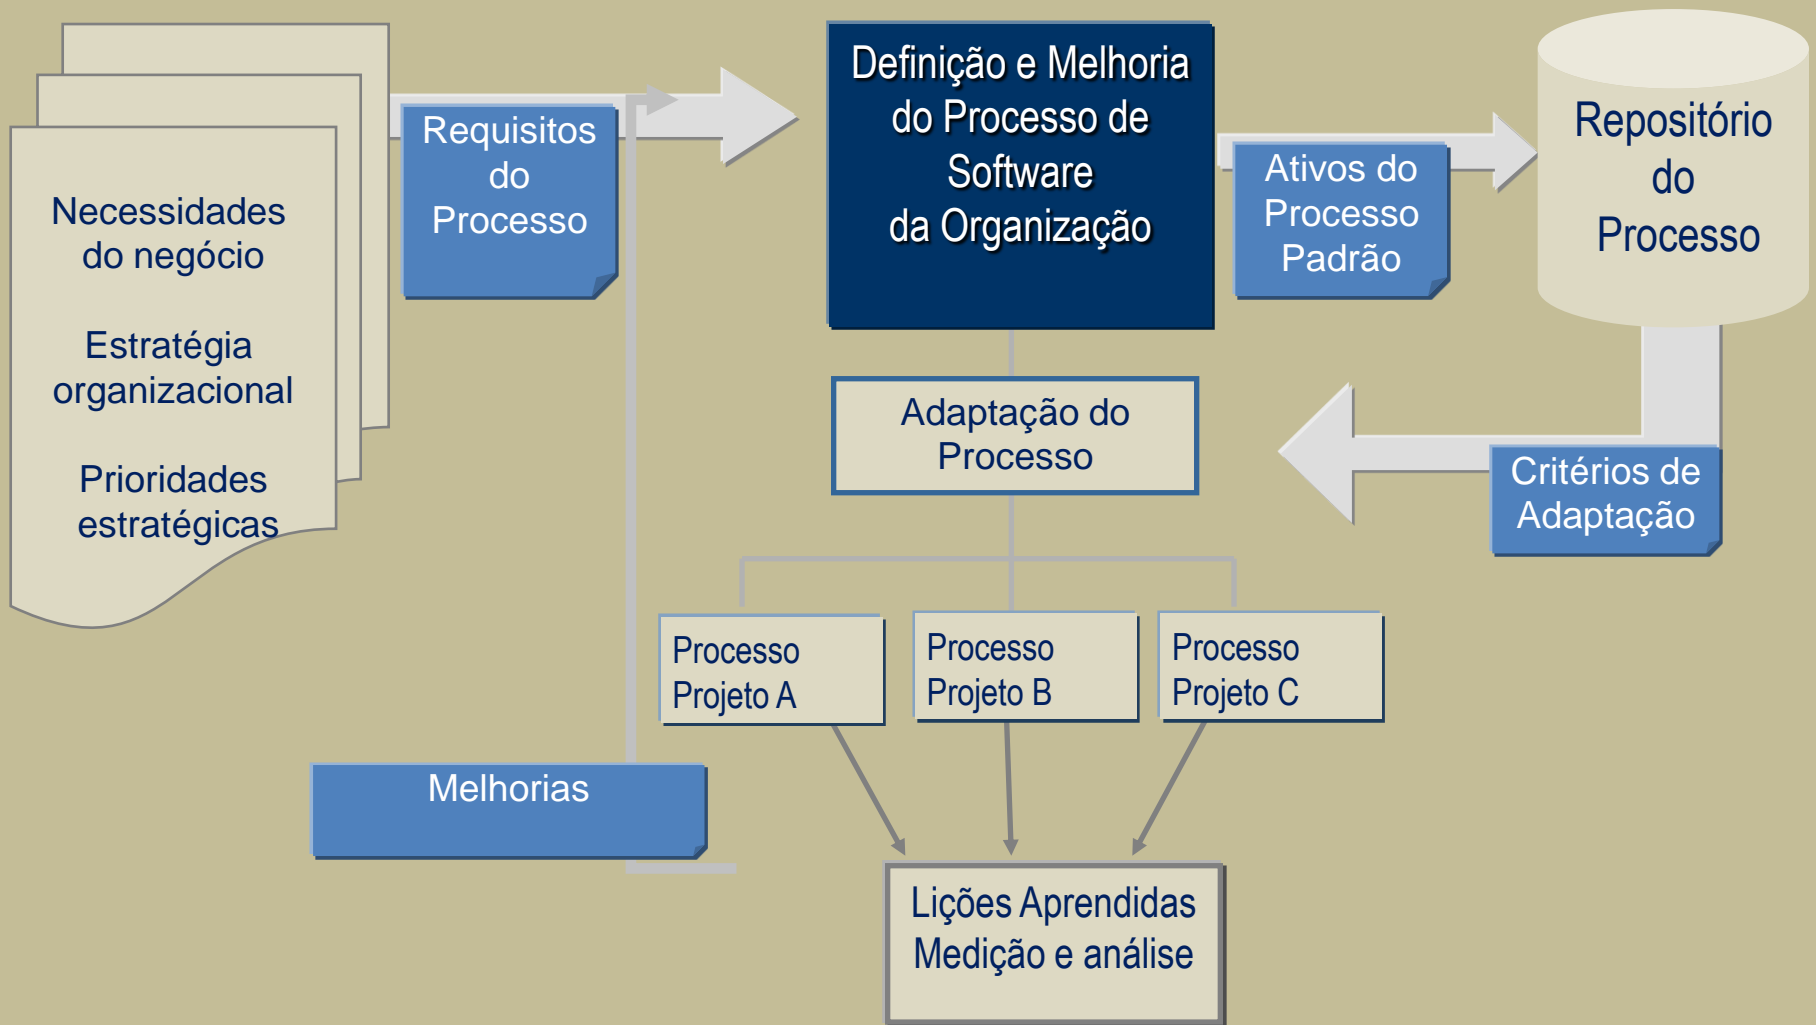 Necessidades
do negócio
Estratégia
organizacional
Prioridades
estratégicas
Requisitos
do
Processo
Definição e Melhoria
do Processo de
Software
da Organização
Ativos do
Processo
Padrão
Repositório
do
Processo
Adaptação do
Processo
Critérios de
Adaptação
Processo
Projeto A
Processo
Projeto B
Processo
Projeto C
Melhorias
Lições Aprendidas
Medição e análise